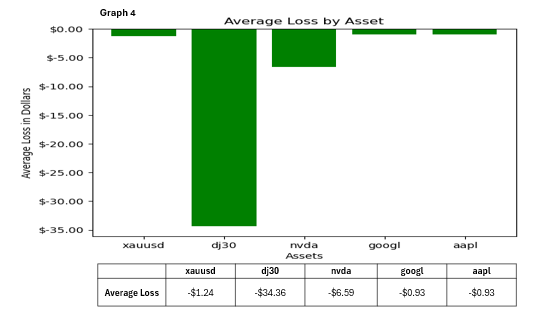 Graph 4
Average Loss by Asset
$0.00
$-5.00
$-10.00
$-15.00
$-20.00
$-25.00
$-30.00
$-35.00
Average Loss in Dollars
xauusd dj30 nvda googl aapl
Assets
xauusd dj30 nvda googl aapl
Average Loss -$1.24 -$34.36 -$6.59 -$0.93 -$0.93